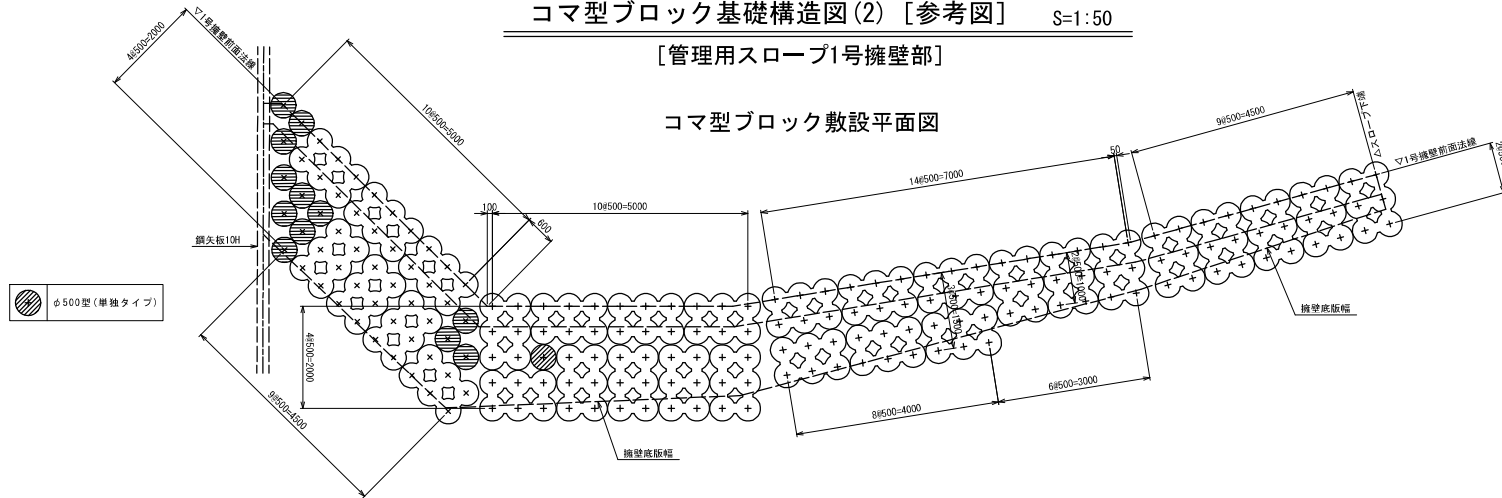 コマ型ブロック基礎構造図(2) [参考図] S=1:50
[管理用スロープ1号擁壁部]
コマ型ブロック敷設平面図
▽1号擁壁前面法線
4@500=2000
10@500=5000
600
鋼矢板10H
φ500型(単独タイプ)
9@500=4500
100
10@500=5000
4@500=2000
擁壁底版幅
14@500=7000
50
9@500=4500
△スロープ下端
▽1号擁壁前面法線
3@500=1500
2@500=1000
擁壁底版幅
6@500=3000
8@500=4000